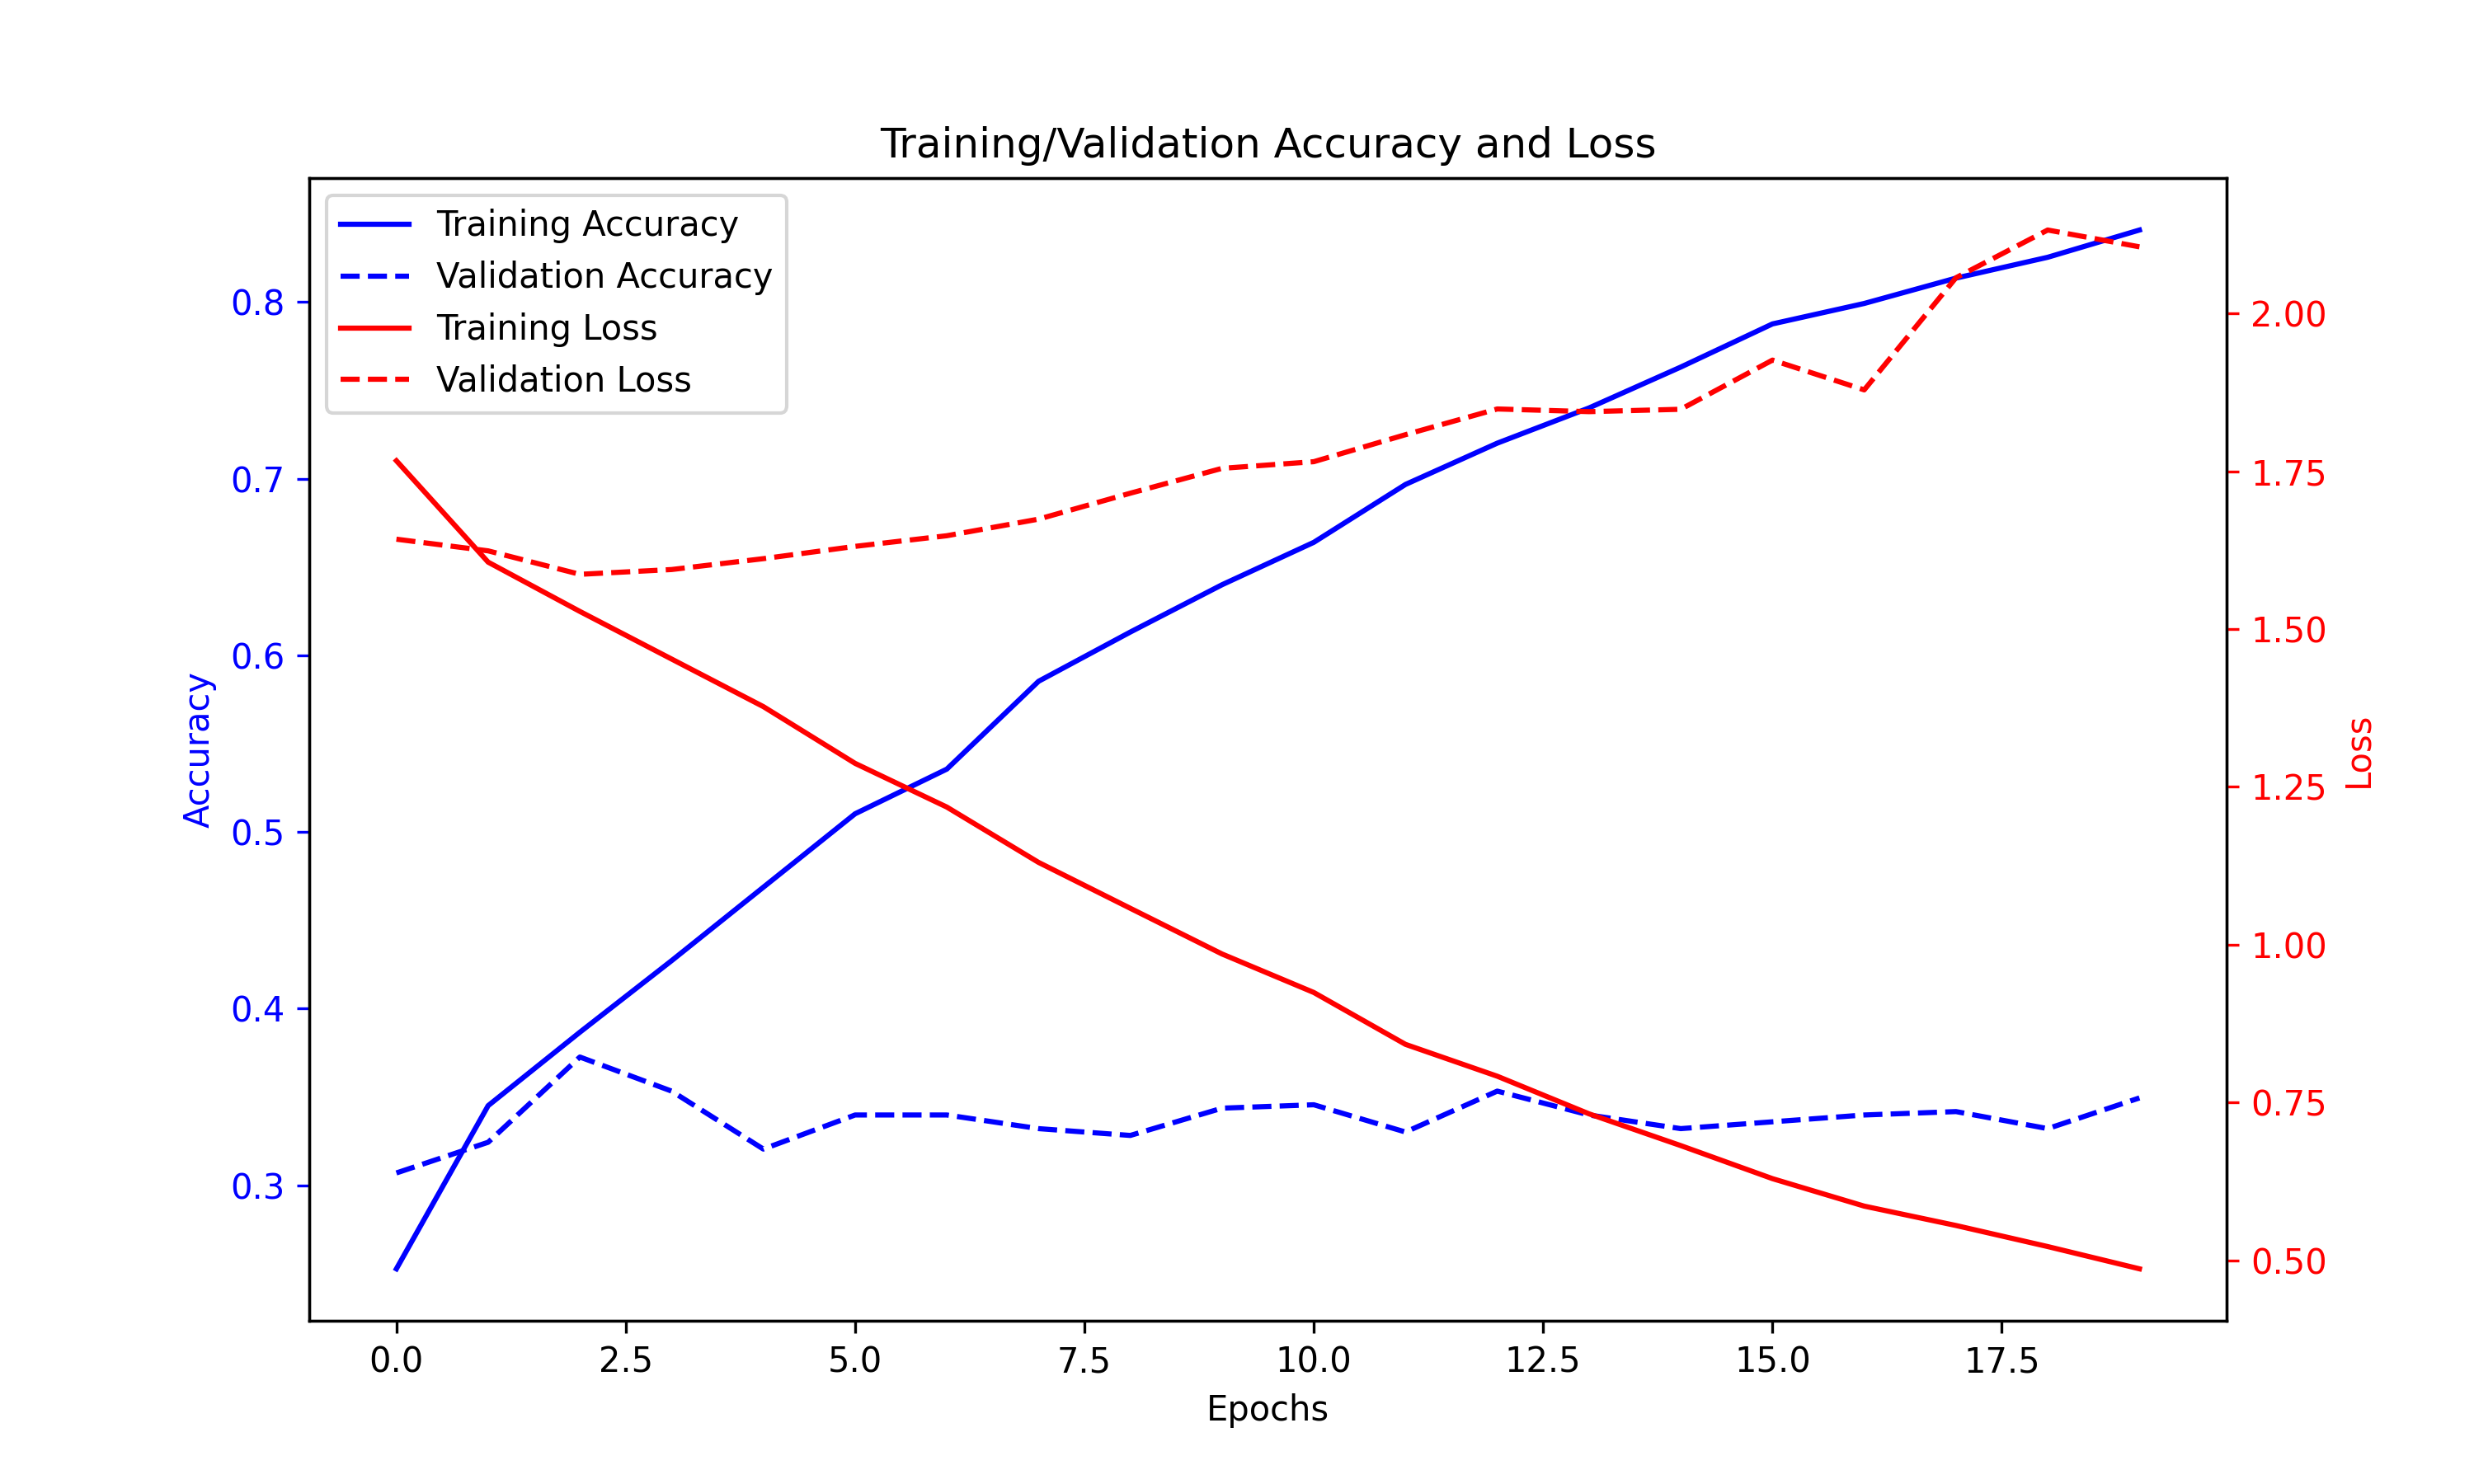 Training/Validation Accuracy and Loss
Training Accuracy
Validation Accuracy
Training Loss
Validation Loss
0.8
0.7
0.6
0.5
0.4
0.3
Accuracy
2.00
1.75
1.50
1.25
1.00
0.75
0.50
Loss
0.0 2.5 5.0 7.5 10.0 12.5 15.0 17.5
Epochs